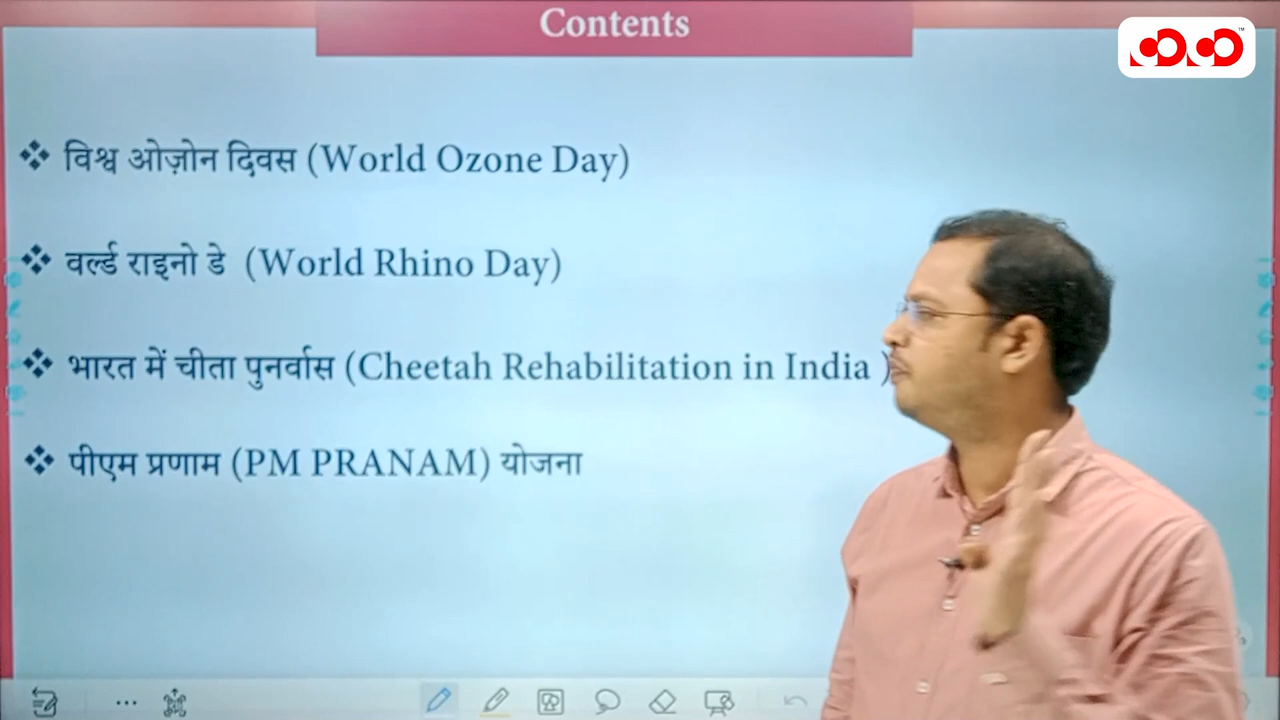 Contents
विश्व ओज़ोन दिवस (World Ozone Day)
वर्ल्ड राइनो डे (World Rhino Day)
भारत में चीता पुनर्वास (Cheetah Rehabilitation in India )
पीएम प्रणाम (PM PRANAM) योजना